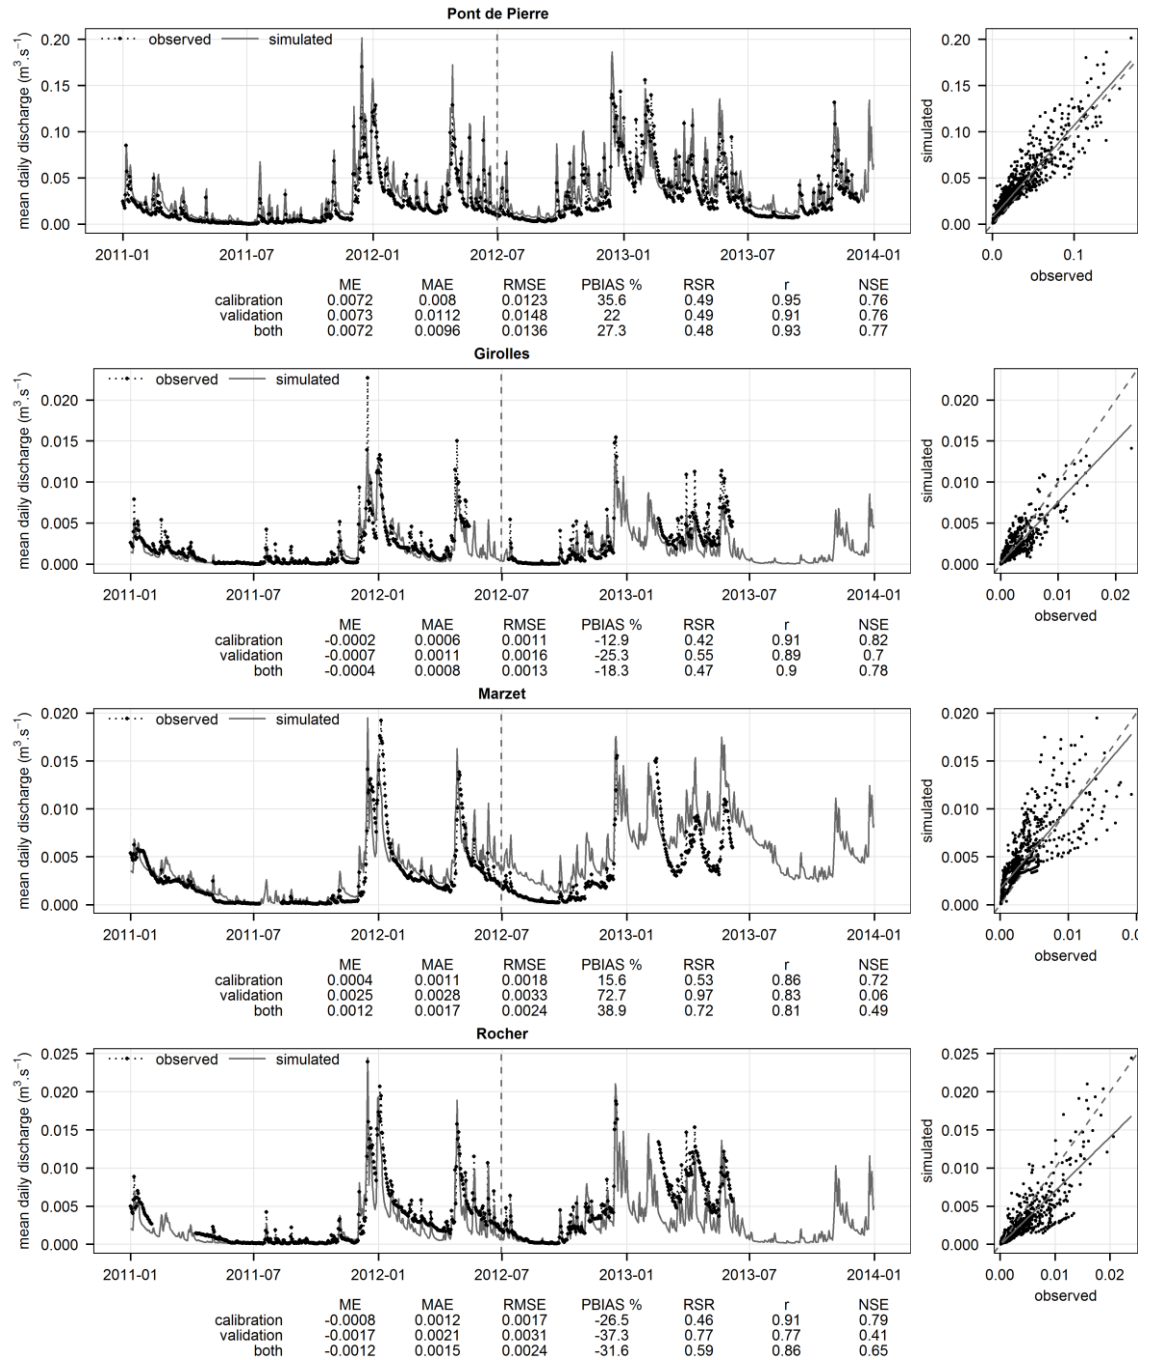 Pont de Pierre
observed simulated
mean daily discharge (m³.s⁻¹)
0.20
0.15
0.10
0.05
0.00
2011-01 2011-07 2012-01 2012-07 2013-01 2013-07 2014-01
simulated
0.20
0.15
0.10
0.05
0.00
0.0 0.1
observed
ME MAE RMSE PBIAS % RSR r NSE
calibration 0.0072 0.008 0.0123 35.6 0.49 0.95 0.76
validation 0.0073 0.0112 0.0148 22 0.49 0.91 0.76
both 0.0072 0.0096 0.0136 27.3 0.48 0.93 0.77
Girolles
observed simulated
mean daily discharge (m³.s⁻¹)
0.020
0.015
0.010
0.005
0.000
2011-01 2011-07 2012-01 2012-07 2013-01 2013-07 2014-01
simulated
0.020
0.015
0.010
0.005
0.000
0.00 0.01 0.02
observed
ME MAE RMSE PBIAS % RSR r NSE
calibration -0.0002 0.0006 0.0011 -12.9 0.42 0.91 0.82
validation -0.0007 0.0011 0.0016 -25.3 0.55 0.89 0.7
both -0.0004 0.0008 0.0013 -18.3 0.47 0.9 0.78
Marzet
observed simulated
mean daily discharge (m³.s⁻¹)
0.020
0.015
0.010
0.005
0.000
2011-01 2011-07 2012-01 2012-07 2013-01 2013-07 2014-01
simulated
0.020
0.015
0.010
0.005
0.000
0.00 0.01
observed
ME MAE RMSE PBIAS % RSR r NSE
calibration 0.0004 0.0011 0.0018 15.6 0.53 0.86 0.72
validation 0.0025 0.0028 0.0033 72.7 0.97 0.83 0.06
both 0.0012 0.0017 0.0024 38.9 0.72 0.81 0.49
Rocher
observed simulated
mean daily discharge (m³.s⁻¹)
0.025
0.020
0.015
0.010
0.005
0.000
2011-01 2011-07 2012-01 2012-07 2013-01 2013-07 2014-01
simulated
0.025
0.020
0.015
0.010
0.005
0.000
0.00 0.01 0.02
observed
ME MAE RMSE PBIAS % RSR r NSE
calibration -0.0008 0.0012 0.0017 -26.5 0.46 0.91 0.79
validation -0.0017 0.0021 0.0031 -37.3 0.77 0.77 0.41
both -0.0012 0.0015 0.0024 -31.6 0.59 0.86 0.65